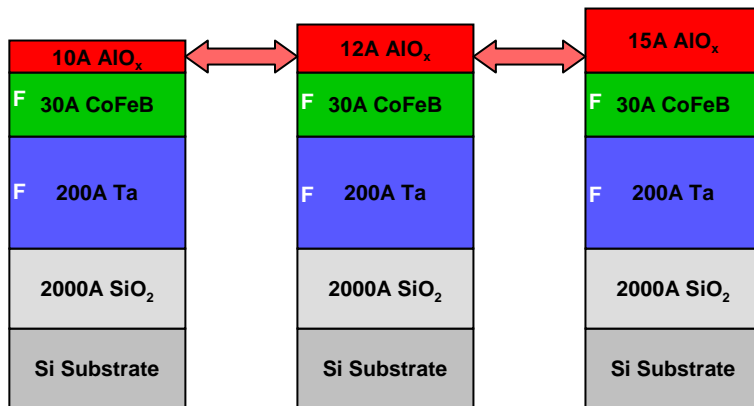 10A AlOₓ
F 30A CoFeB
F 200A Ta
2000A SiO₂
Si Substrate
12A AlOₓ
F 30A CoFeB
F 200A Ta
2000A SiO₂
Si Substrate
15A AlOₓ
F 30A CoFeB
F 200A Ta
2000A SiO₂
Si Substrate